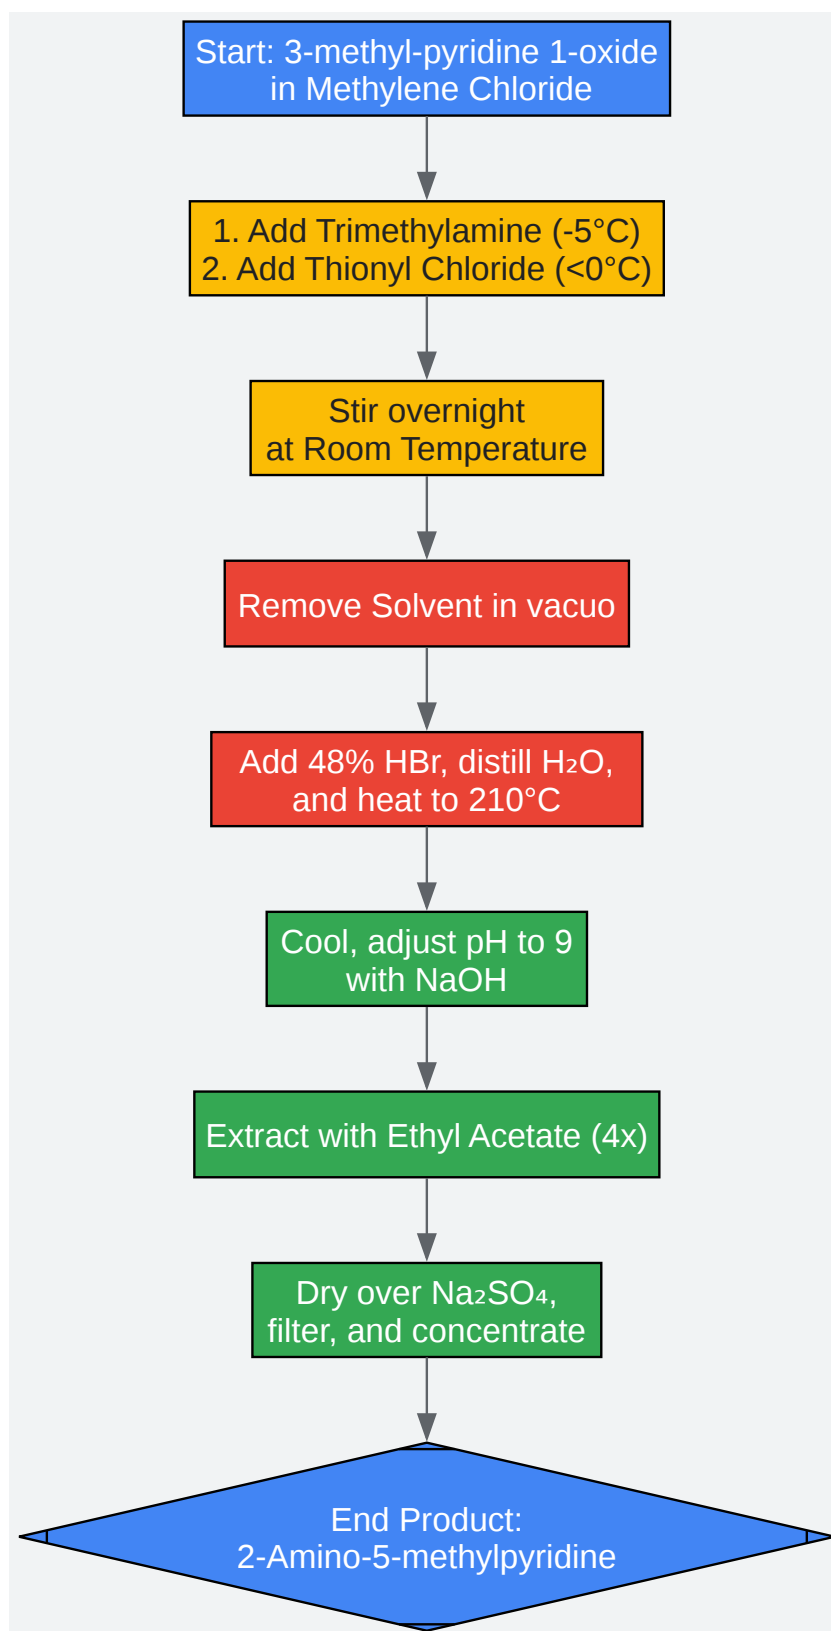 Start: 3-methyl-pyridine 1-oxide
in Methylene Chloride
1. Add Trimethylamine (-5°C)
2. Add Thionyl Chloride (<0°C)
Stir overnight
at Room Temperature
Remove Solvent in vacuo
Add 48% HBr, distill H₂O,
and heat to 210°C
Cool, adjust pH to 9
with NaOH
Extract with Ethyl Acetate (4x)
Dry over Na₂SO₄,
filter, and concentrate
End Product:
2-Amino-5-methylpyridine